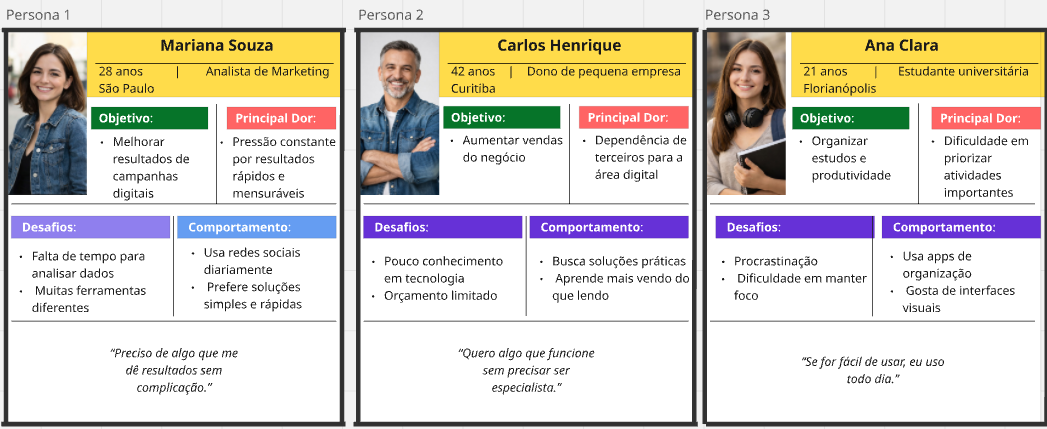 Persona 1
Mariana Souza
28 anos | Analista de Marketing
São Paulo
Objetivo:
• Melhorar
resultados de
campanhas
digitais
Principal Dor:
• Pressão constante
por resultados
rápidos e
mensuráveis
Desafios:
• Falta de tempo para
analisar dados
• Muitas ferramentas
diferentes
Comportamento:
• Usa redes sociais
diariamente
• Prefere soluções
simples e rápidas
“Preciso de algo que me
dê resultados sem
complicação.”
Persona 2
Carlos Henrique
42 anos | Dono de pequena empresa
Curitiba
Objetivo:
• Aumentar vendas
do negócio
Principal Dor:
• Dependência de
terceiros para a
área digital
Desafios:
• Pouco conhecimento
em tecnologia
• Orçamento limitado
Comportamento:
• Busca soluções práticas
• Aprende mais vendo do
que lendo
“Quero algo que funcione
sem precisar ser
especialista.”
Persona 3
Ana Clara
21 anos | Estudante universitária
Florianópolis
Objetivo:
• Organizar
estudos e
produtividade
Principal Dor:
• Dificuldade em
priorizar
atividades
importantes
Desafios:
• Procrastinação
• Dificuldade em manter
foco
Comportamento:
• Usa apps de
organização
• Gosta de interfaces
visuais
“Se for fácil de usar, eu uso
todo dia.”